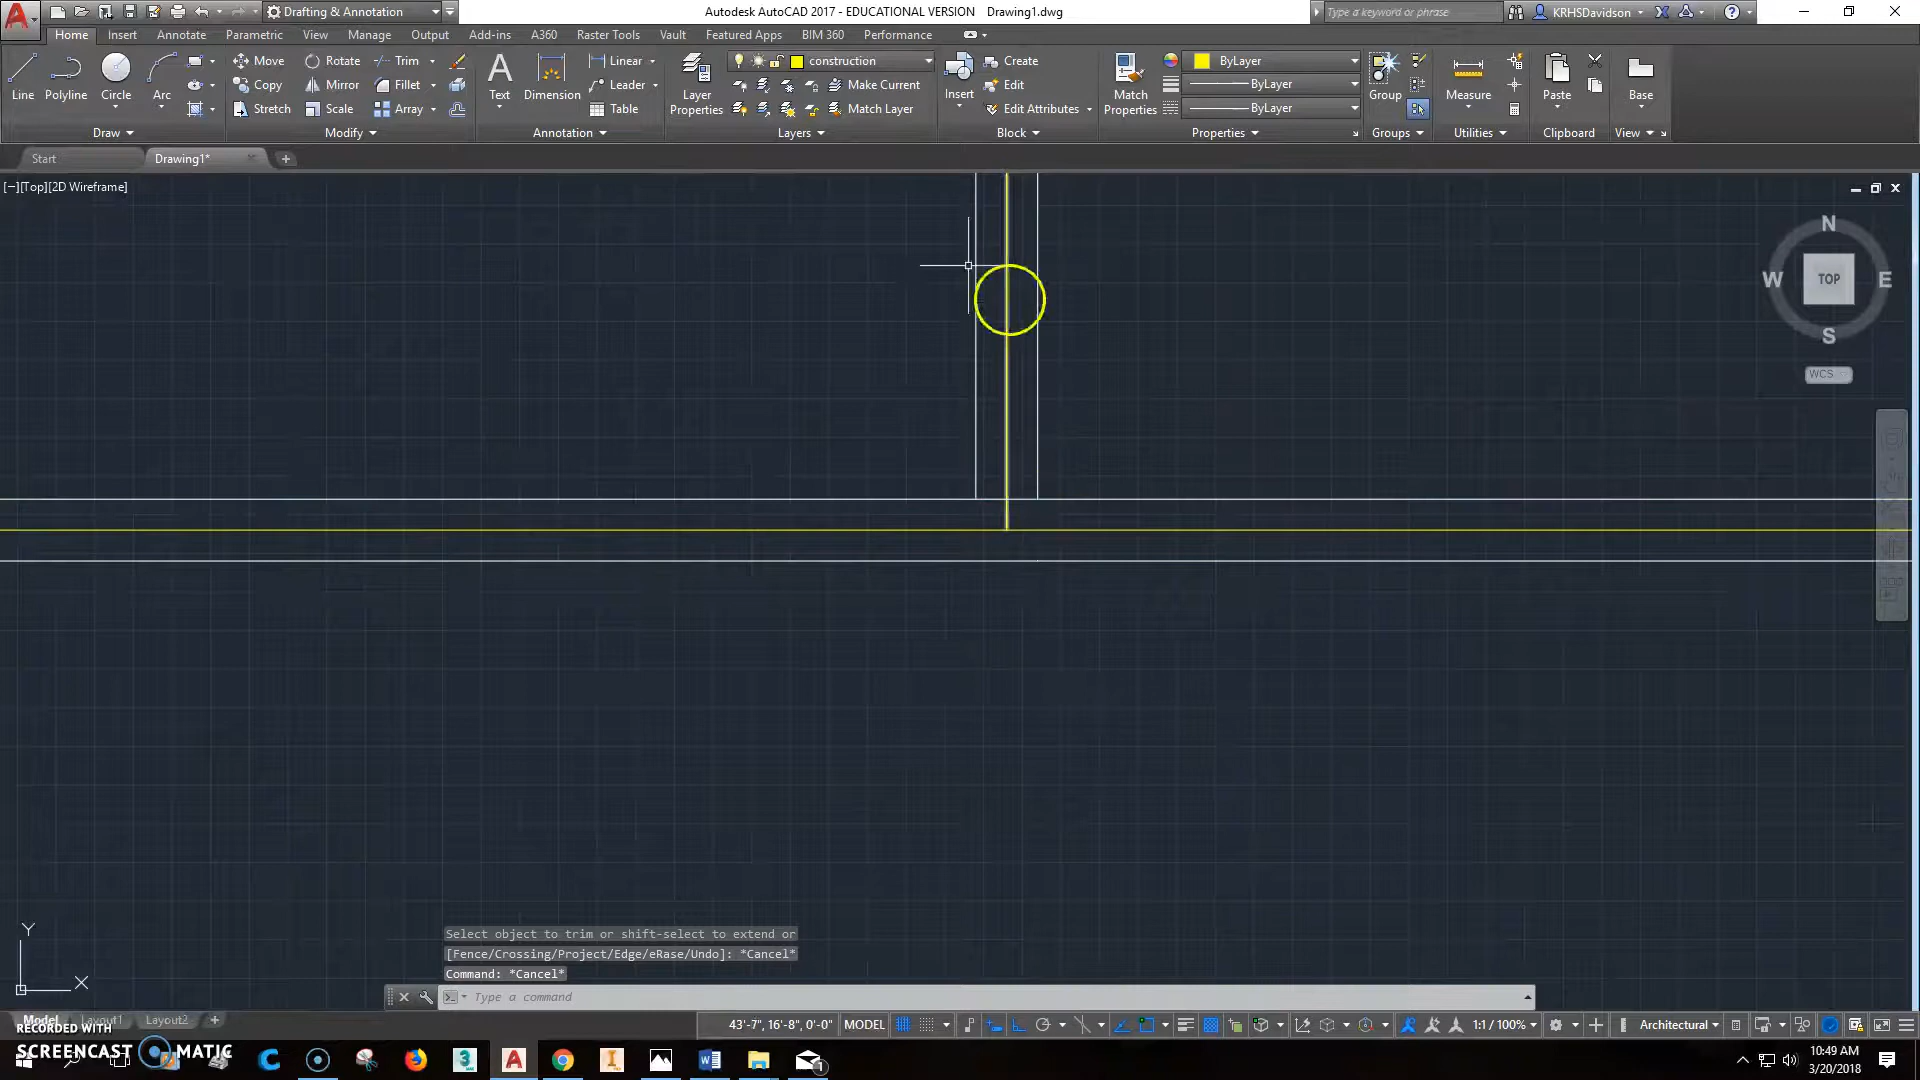 Drafting & Annotation
Autodesk AutoCAD 2017 - EDUCATIONAL VERSION Drawing1.dwg
Type a keyword or phrase
KRHSDavidson
Home Insert Annotate Parametric View Manage Output Add-ins A360 Raster Tools Vault Featured Apps BIM 360 Performance
Line Polyline Circle Arc
Draw
Move Rotate Trim
Copy Mirror Fillet
Stretch Scale Array
Modify
Text Dimension
Linear
Leader
Table
Annotation
Layer Properties
construction
Make Current
Match Layer
Layers
Insert
Create
Edit
Edit Attributes
Block
Match Properties
ByLayer
ByLayer
ByLayer
Properties
Group
Groups
Measure
Utilities
Paste
Clipboard
Base
View
Start Drawing1*
[−][Top][2D Wireframe]
N
W TOP E
S
WCS
Y
X
Select object to trim or shift-select to extend or
[Fence/Crossing/Project/Edge/eRase/Undo]: *Cancel*
Command: *Cancel*
Type a command
Model Layout1 Layout2
43'-7", 16'-8", 0'-0" MODEL 1:1 / 100% Architectural
RECORDED WITH
SCREENCAST MATIC
10:49 AM
3/20/2018